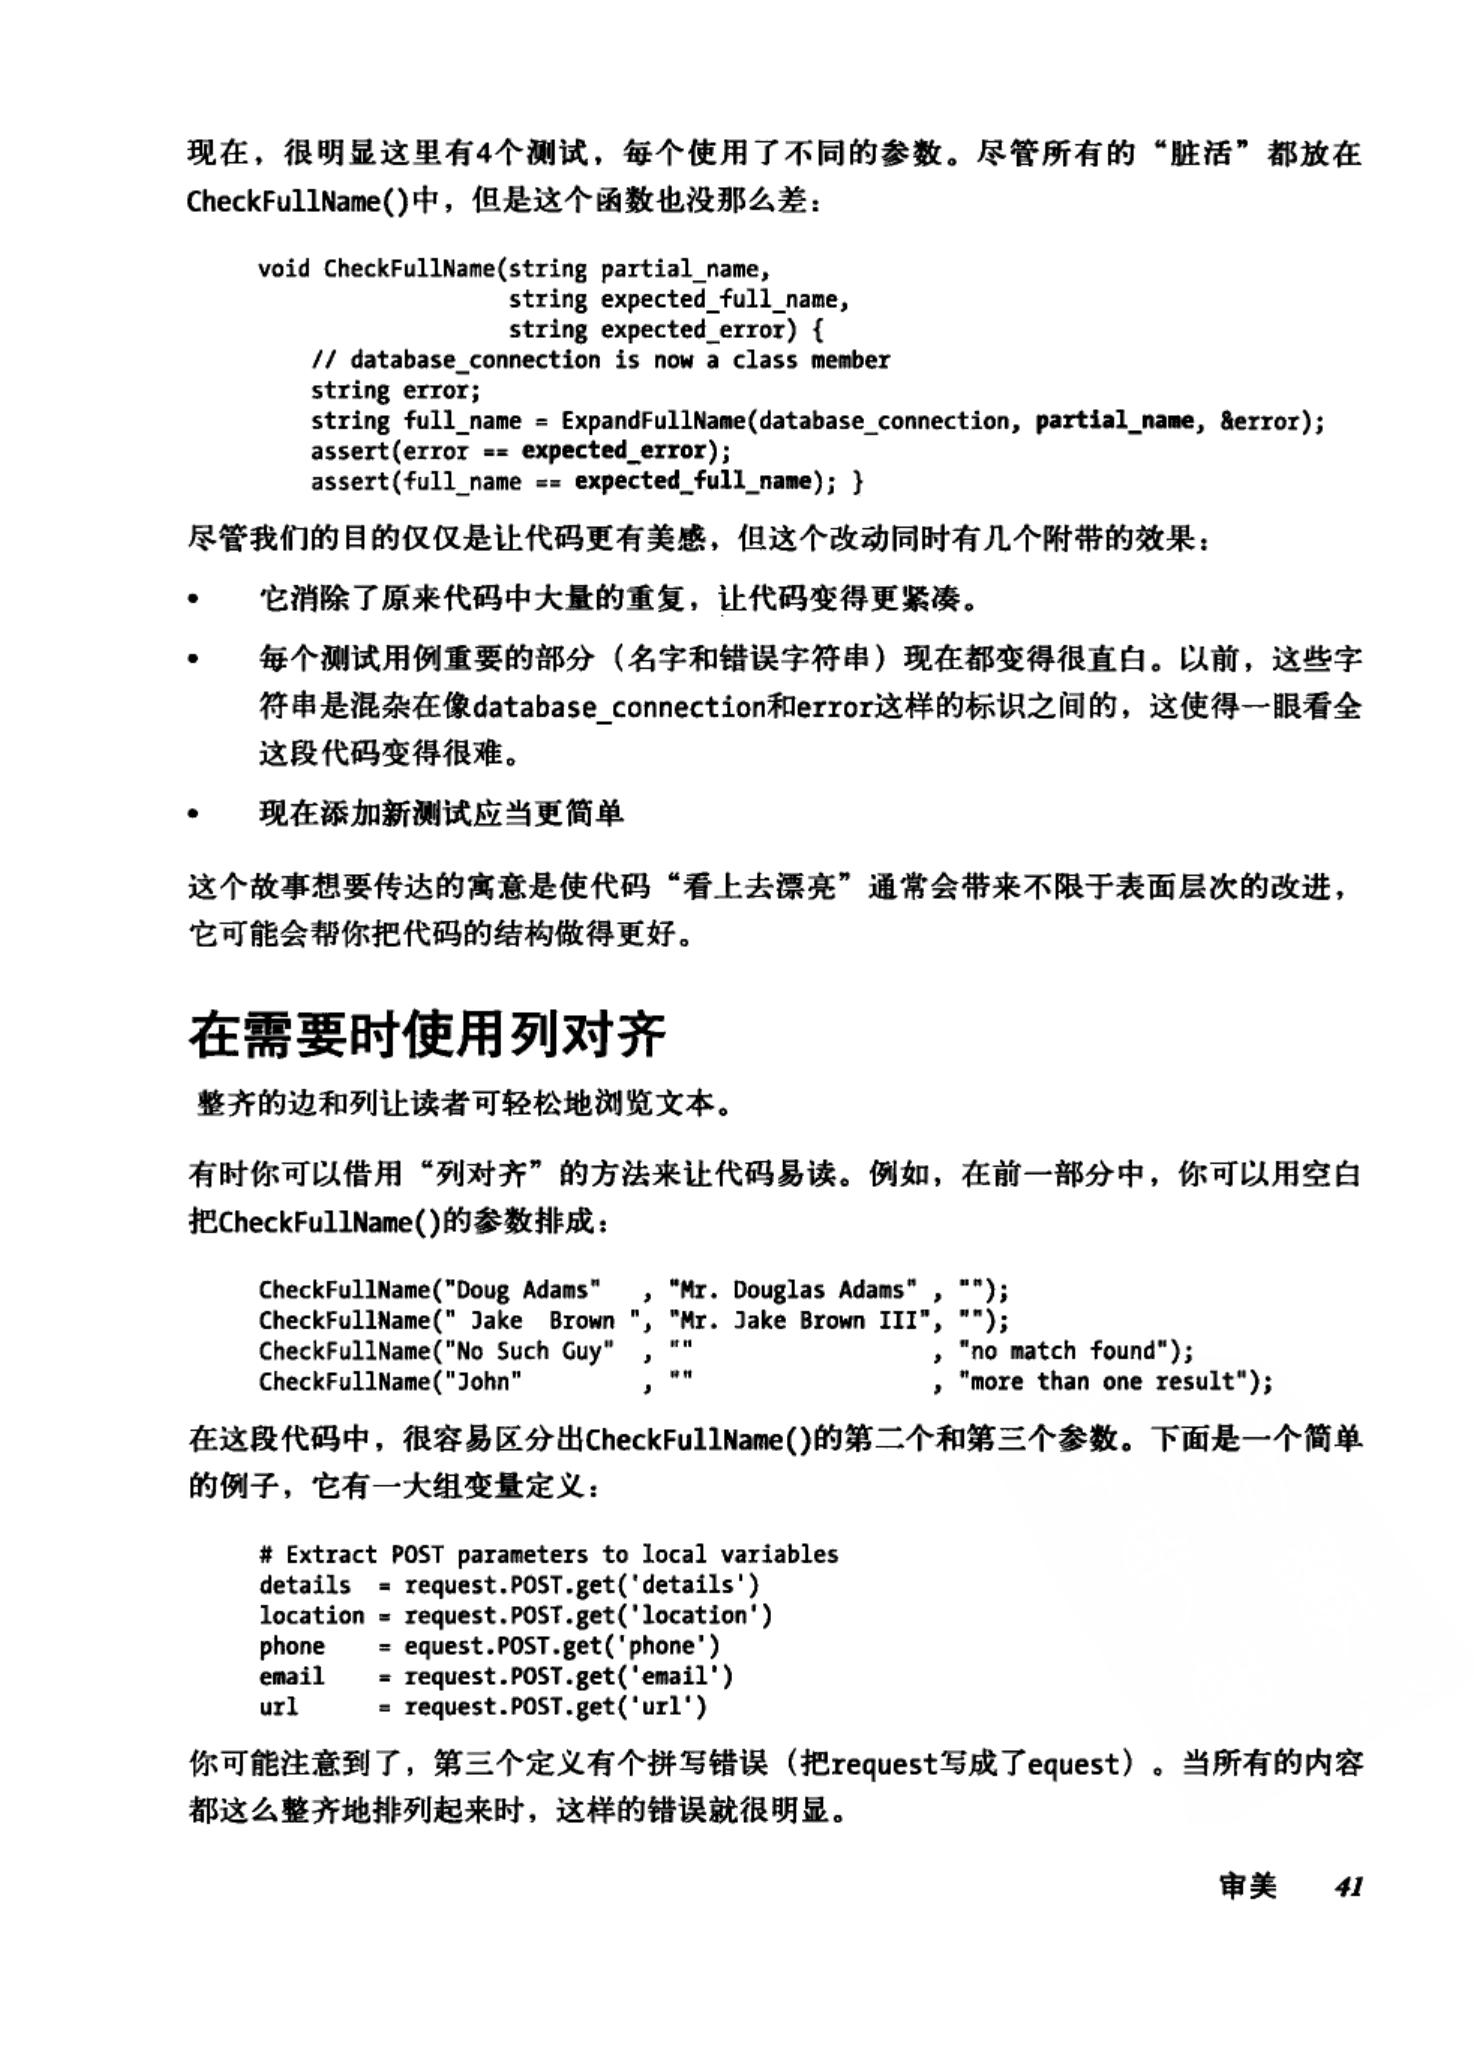 现在，很明显这里有4个测试，每个使用了不同的参数。尽管所有的“脏活”都放在
CheckFullName()中，但是这个函数也没那么差：
void CheckFullName(string partial_name,
                   string expected_full_name,
                   string expected_error) {
    // database_connection is now a class member
    string error;
    string full_name = ExpandFullName(database_connection, partial_name, &error);
    assert(error == expected_error);
    assert(full_name == expected_full_name); }
尽管我们的目的仅仅是让代码更有美感，但这个改动同时有几个附带的效果：
• 它消除了原来代码中大量的重复，让代码变得更紧凑。
• 每个测试用例重要的部分（名字和错误字符串）现在都变得很直白。以前，这些字
符串是混杂在像database_connection和error这样的标识之间的，这使得一眼看全
这段代码变得很难。
• 现在添加新测试应当更简单
这个故事想要传达的寓意是使代码“看上去漂亮”通常会带来不限于表面层次的改进，
它可能会帮你把代码的结构做得更好。
在需要时使用列对齐
整齐的边和列让读者可轻松地浏览文本。
有时你可以借用“列对齐”的方法来让代码易读。例如，在前一部分中，你可以用空白
把CheckFullName()的参数排成：
CheckFullName("Doug Adams"   , "Mr. Douglas Adams" , "");
CheckFullName(" Jake  Brown ", "Mr. Jake Brown III", "");
CheckFullName("No Such Guy"  , ""                  , "no match found");
CheckFullName("John"         , ""                  , "more than one result");
在这段代码中，很容易区分出CheckFullName()的第二个和第三个参数。下面是一个简单
的例子，它有一大组变量定义：
# Extract POST parameters to local variables
details  = request.POST.get('details')
location = request.POST.get('location')
phone    = equest.POST.get('phone')
email    = request.POST.get('email')
url      = request.POST.get('url')
你可能注意到了，第三个定义有个拼写错误（把request写成了equest）。当所有的内容
都这么整齐地排列起来时，这样的错误就很明显。
审美 41